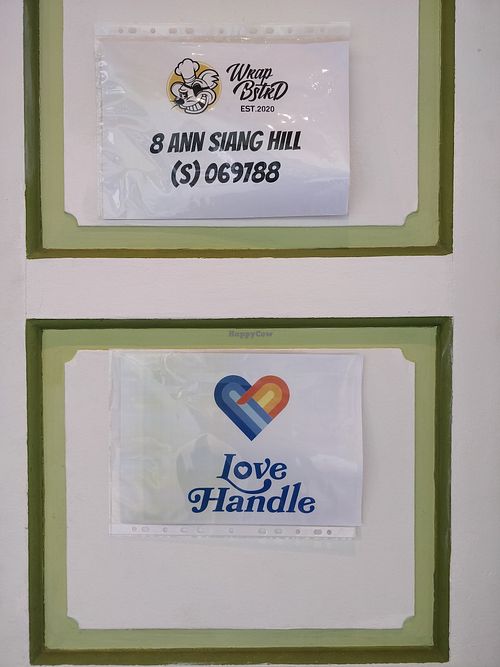 Wrap
BstrD
EST.2020
8 ANN SIANG HILL
(S) 069788
HappyCow
Love
Handle